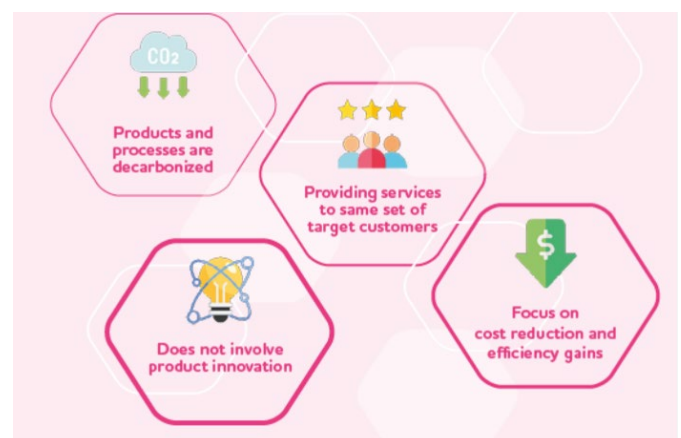 CO₂
Products and
processes are
decarbonized
Providing services
to same set of
target customers
$
Focus on
cost reduction and
efficiency gains
Does not involve
product innovation